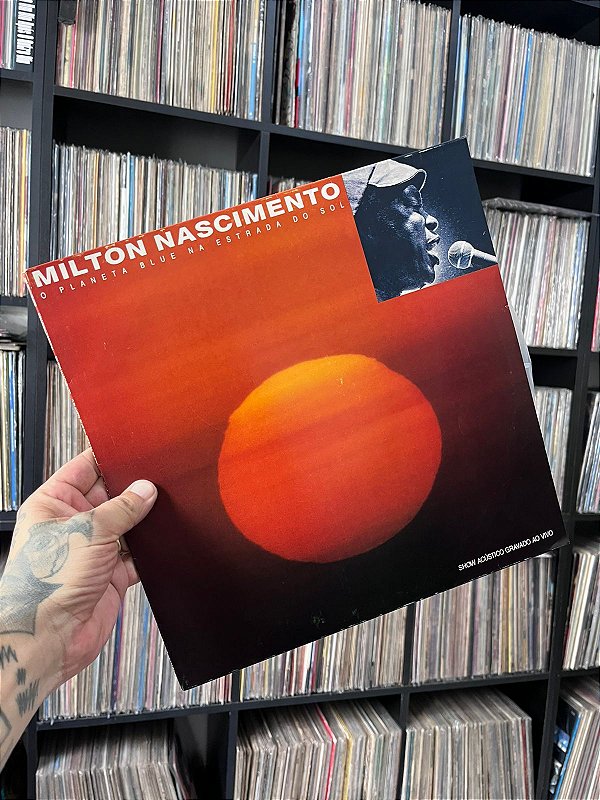 MILTON NASCIMENTO
O PLANETA BLUE NA ESTRADA DO SOL
SHOW ACÚSTICO GRAVADO AO VIVO